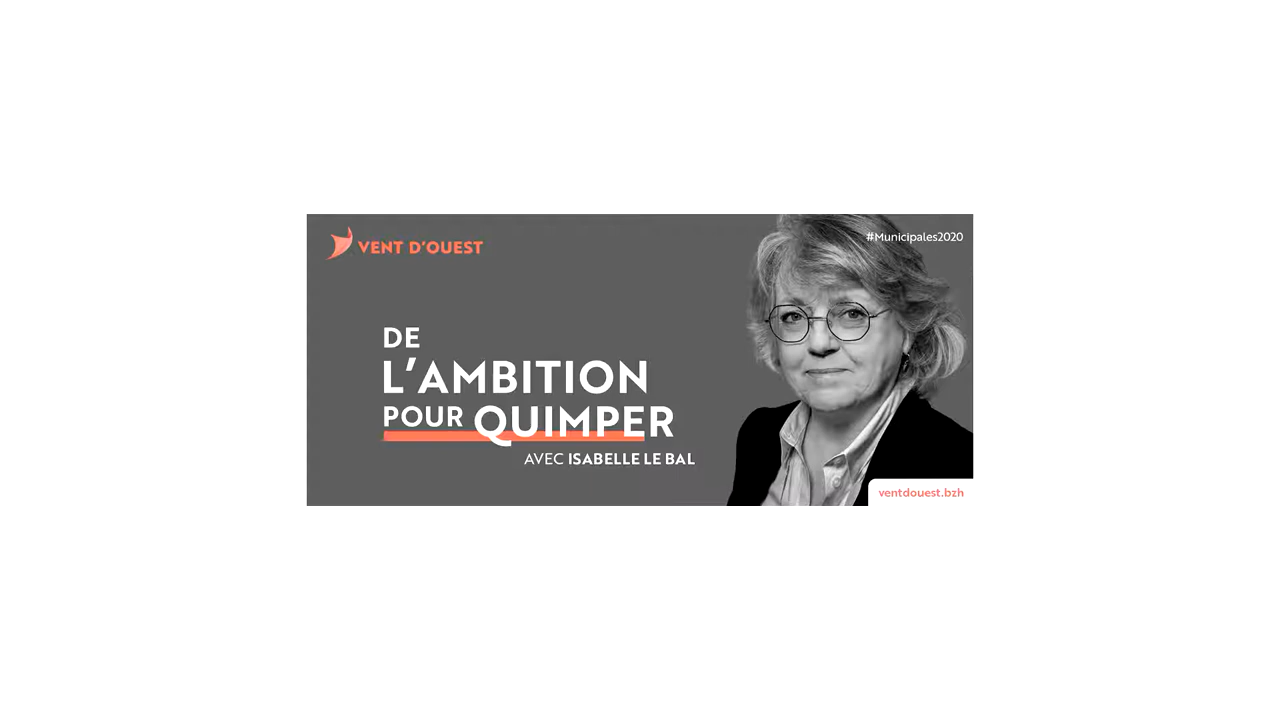 VENT D'OUEST
#Municipales2020
DE
L'AMBITION
POUR QUIMPER
AVEC ISABELLE LE BAL
ventdouest.bzh